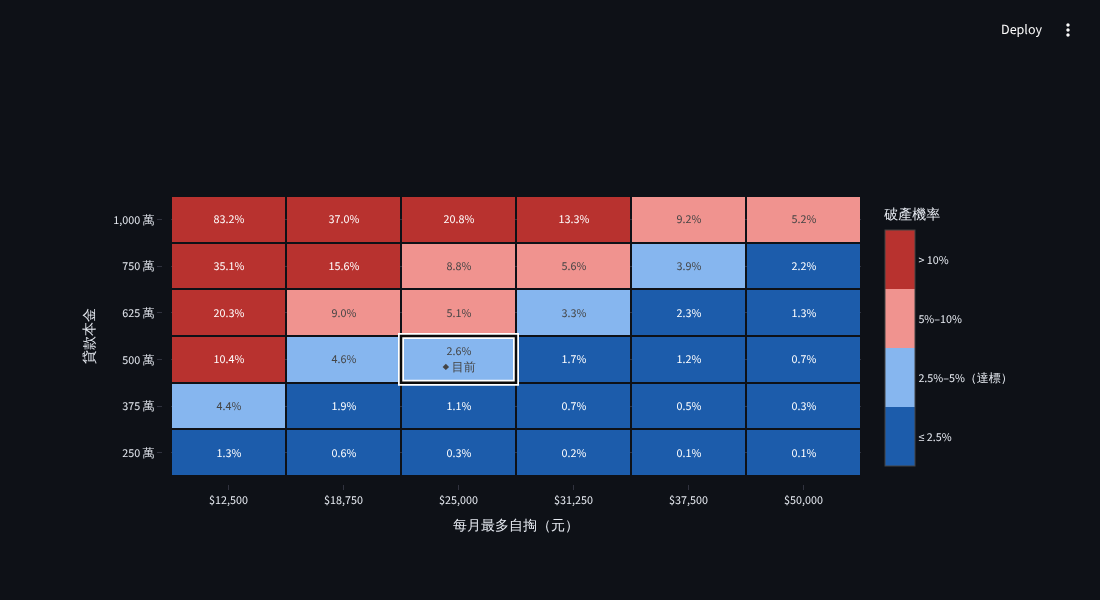 Deploy
破產機率
1,000 萬 83.2% 37.0% 20.8% 13.3% 9.2% 5.2%
> 10%
750 萬 35.1% 15.6% 8.8% 5.6% 3.9% 2.2%
625 萬 20.3% 9.0% 5.1% 3.3% 2.3% 1.3%
5%–10%
貸款本金
500 萬 10.4% 4.6% 2.6% 1.7% 1.2% 0.7%
◆ 目前
2.5%–5%（達標）
375 萬 4.4% 1.9% 1.1% 0.7% 0.5% 0.3%
≤ 2.5%
250 萬 1.3% 0.6% 0.3% 0.2% 0.1% 0.1%
$12,500 $18,750 $25,000 $31,250 $37,500 $50,000
每月最多自掏（元）